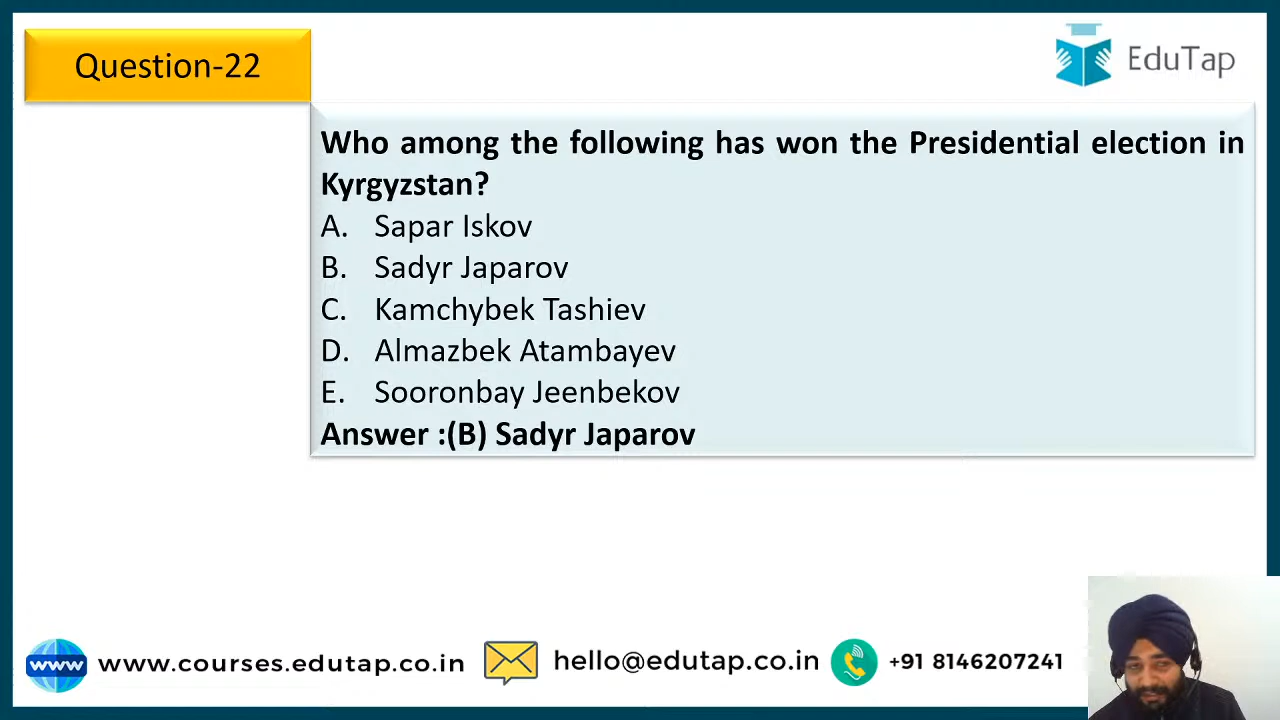 Question-22
EduTap
Who among the following has won the Presidential election in
Kyrgyzstan?
A. Sapar Iskov
B. Sadyr Japarov
C. Kamchybek Tashiev
D. Almazbek Atambayev
E. Sooronbay Jeenbekov
Answer :(B) Sadyr Japarov
www www.courses.edutap.co.in hello@edutap.co.in +91 8146207241